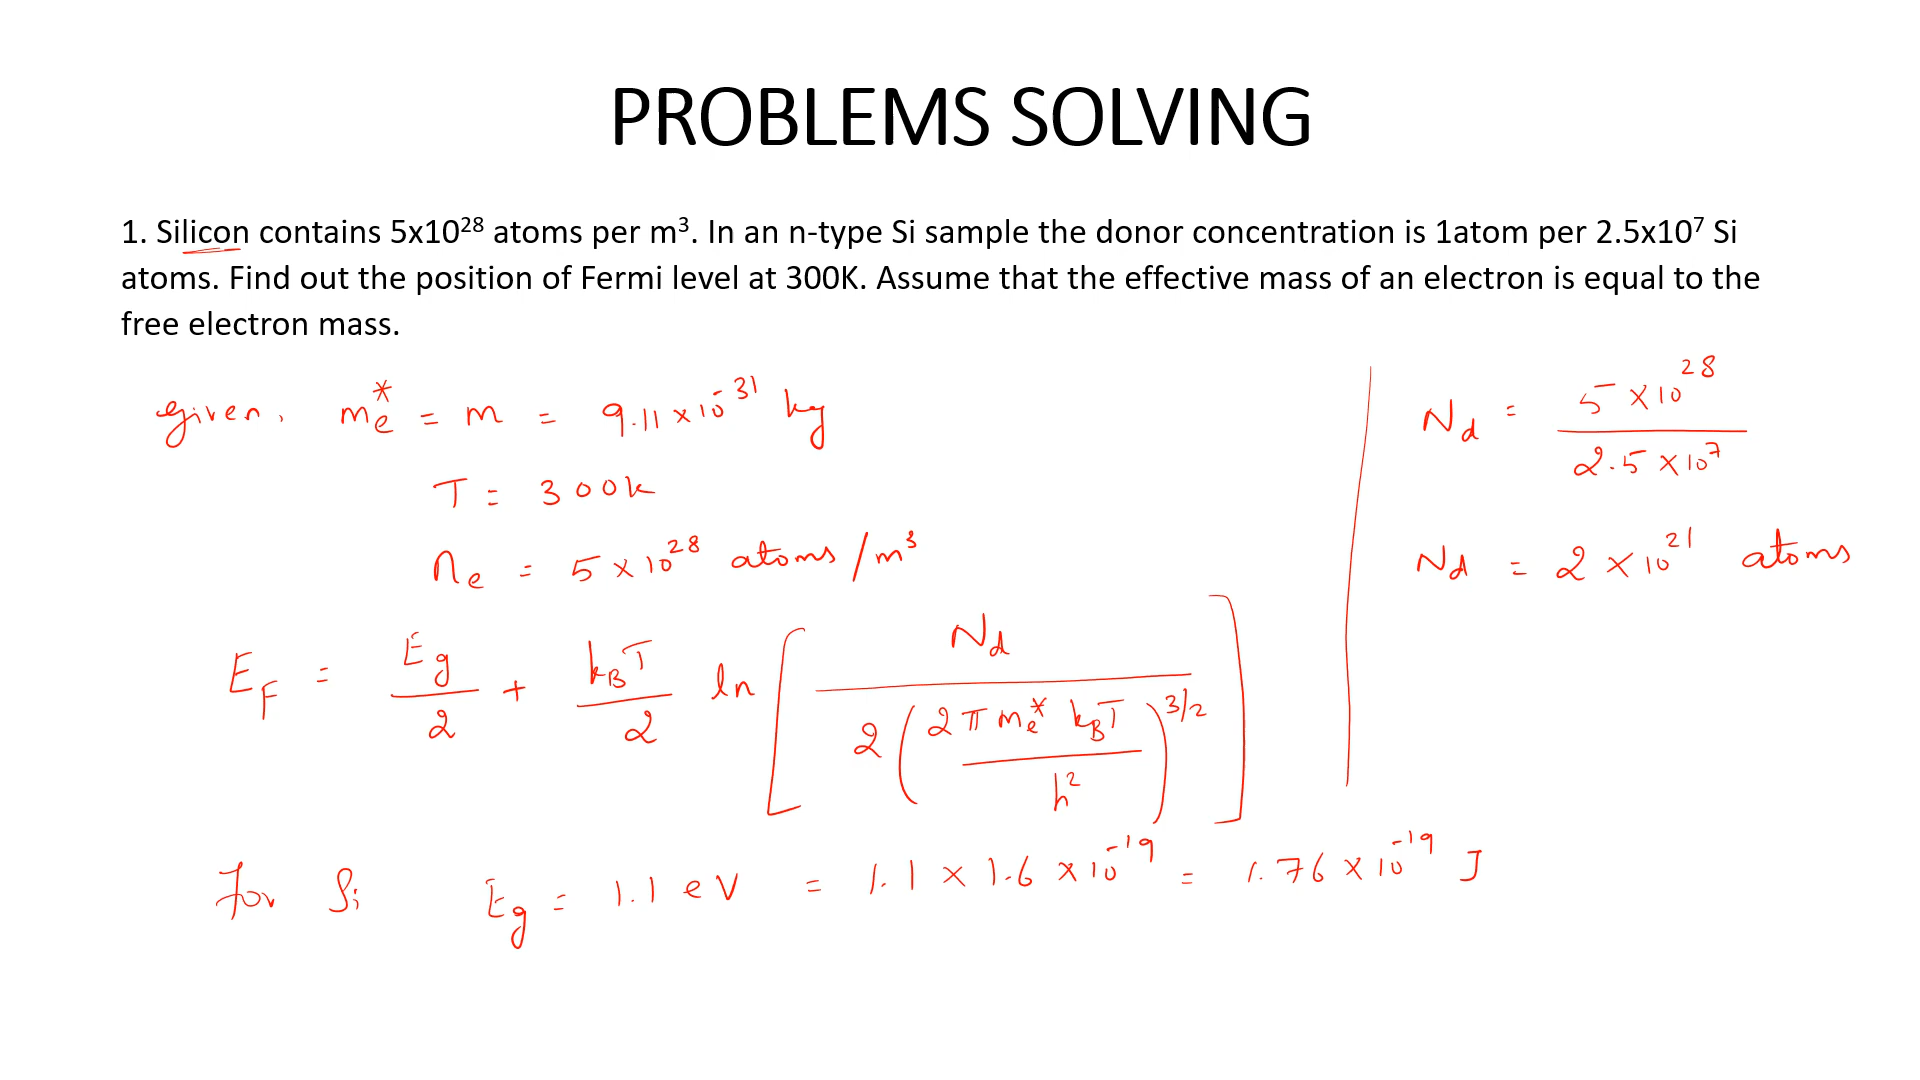 PROBLEMS SOLVING
1. Silicon contains 5x10²⁸ atoms per m³. In an n-type Si sample the donor concentration is 1atom per 2.5x10⁷ Si
atoms. Find out the position of Fermi level at 300K. Assume that the effective mass of an electron is equal to the
free electron mass.
given, mₑ* = m = 9.11 × 10⁻³¹ kg
T = 300k
nₑ = 5 × 10²⁸ atoms / m³
E_F = E_g/2 + k_B T/2 ln [ N_d / 2 (2π mₑ* k_B T / h²)^3/2 ]
For Si E_g = 1.1 eV = 1.1 × 1.6 × 10⁻¹⁹ = 1.76 × 10⁻¹⁹ J
N_d = 5 × 10²⁸ / 2.5 × 10⁷
N_d = 2 × 10²¹ atoms